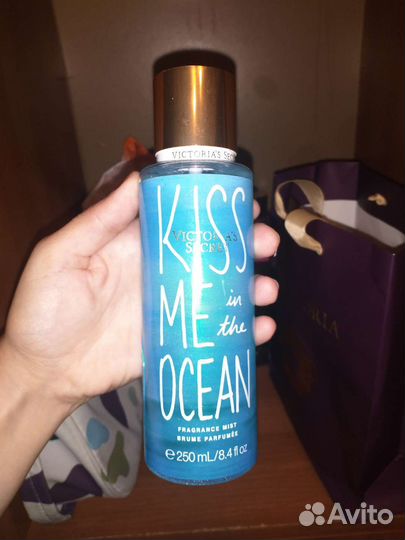 VICTORIA'S SECRET
KISS
VICTORIA'S
SECRET
ME in
the
OCEAN
FRAGRANCE MIST
BRUME PARFUMÉE
e 250 mL/8.4 fl oz
Avito